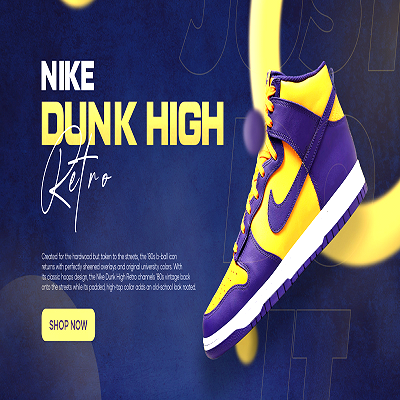 JUST
DO
IT
NIKE
DUNK HIGH
Retro
Created for the hardwood but taken to the streets, the '80s b-ball icon
returns with perfectly sheened overlays and original university colors. With
its classic hoops design, the Nike Dunk High Retro channels '80s vintage back
onto the streets while its padded, high-top collar adds an old-school look rooted.
SHOP NOW